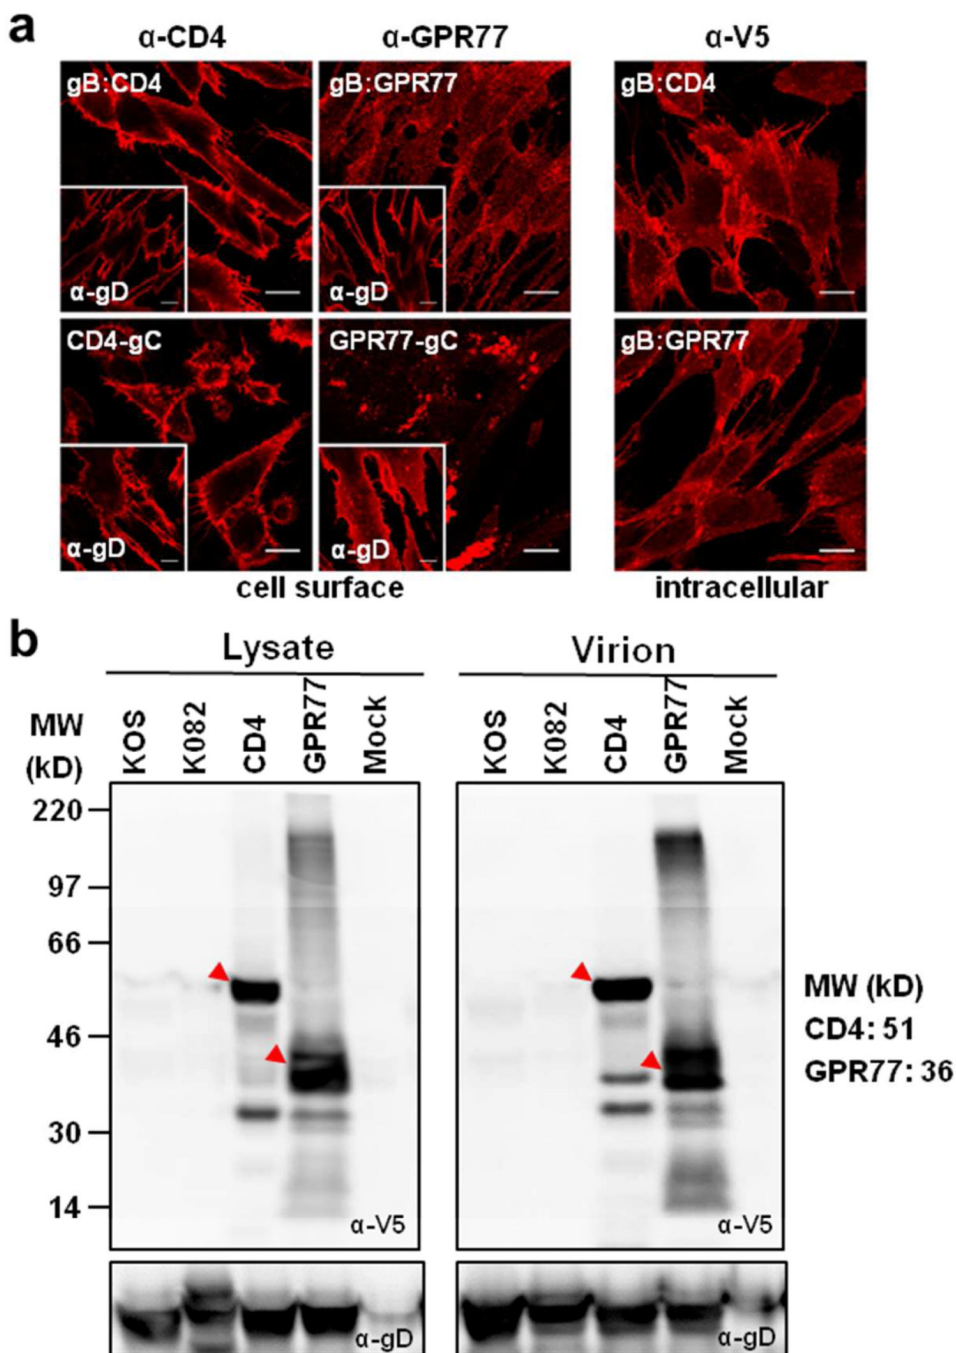 a
α-CD4 α-GPR77 α-V5
gB:CD4 gB:GPR77 gB:CD4
α-gD α-gD
CD4-gC GPR77-gC gB:GPR77
α-gD α-gD
cell surface intracellular
b
Lysate Virion
MW (kD) KOS K082 CD4 GPR77 Mock KOS K082 CD4 GPR77 Mock
220
97
66
46
30
14
MW (kD)
CD4: 51
GPR77: 36
α-V5 α-V5
α-gD α-gD